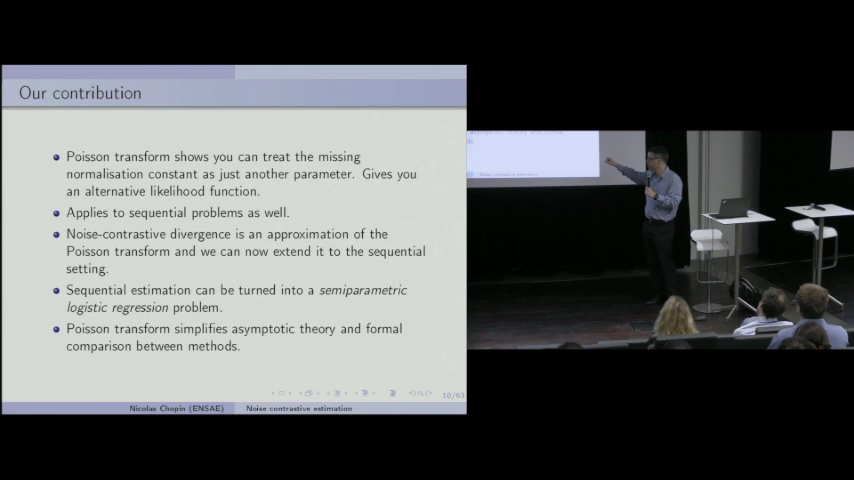 Our contribution
Poisson transform shows you can treat the missing
normalisation constant as just another parameter. Gives you
an alternative likelihood function.
Applies to sequential problems as well.
Noise-contrastive divergence is an approximation of the
Poisson transform and we can now extend it to the sequential
setting.
Sequential estimation can be turned into a semiparametric
logistic regression problem.
Poisson transform simplifies asymptotic theory and formal
comparison between methods.
10/63
Nicolas Chopin (ENSAE) Noise contrastive estimation
Noise contrastive estimation